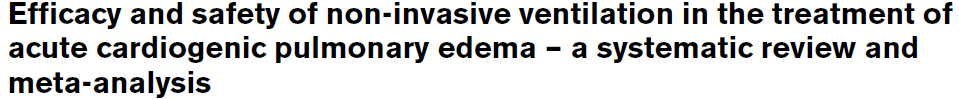 Efficacy and safety of non-invasive ventilation in the treatment of
acute cardiogenic pulmonary edema – a systematic review and
meta-analysis